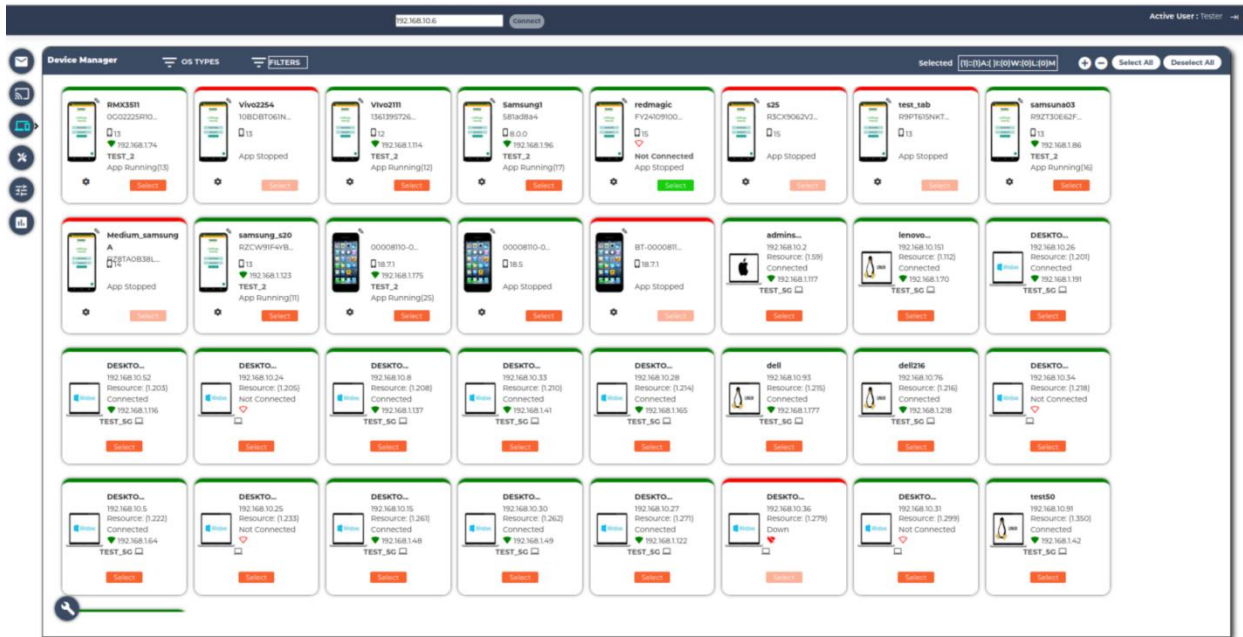 192.168.10.6 Connect Active User : Tester
Device Manager OS TYPES FILTERS Selected (1)::(1)A:( )I:(0)W:(0)L:(0)M Select All Deselect All
RMX3511
0G02225R10...
13
192.168.1.74
TEST_2
App Running(13)
Select
Vivo2254
10BDBT061N...
13
App Stopped
Select
Vivo2111
1361395726...
12
192.168.1.114
TEST_2
App Running(12)
Select
Samsung1
581ad8a4
8.0.0
192.168.1.96
TEST_2
App Running(17)
Select
redmagic
FY24109100...
15
Not Connected
App Stopped
Select
s25
R3CX9062VJ...
15
App Stopped
Select
test_tab
R9PT615NKT...
13
App Stopped
Select
samsuna03
R9ZT30E62F...
13
192.168.1.86
TEST_2
App Running(16)
Select
Medium_samsung
A
RZ8TA0B38L...
14
App Stopped
Select
samsung_s20
RZCW91F4YB...
13
192.168.1.123
TEST_2
App Running(11)
Select
00008110-0...
18.7.1
192.168.1.175
TEST_2
App Running(25)
Select
00008110-0...
18.5
App Stopped
Select
BT-0000811...
18.7.1
App Stopped
Select
admins...
192.168.10.2
Resource: (1.59)
Connected
192.168.1.117
TEST_5G
Select
lenovo...
192.168.10.151
Resource: (1.112)
Connected
192.168.1.70
TEST_5G
Select
DESKTO...
192.168.10.26
Resource: (1.201)
Connected
192.168.1.191
TEST_5G
Select
DESKTO...
192.168.10.52
Resource: (1.203)
Connected
192.168.1.116
TEST_5G
Select
DESKTO...
192.168.10.24
Resource: (1.205)
Not Connected
Select
DESKTO...
192.168.10.8
Resource: (1.208)
Connected
192.168.1.137
TEST_5G
Select
DESKTO...
192.168.10.33
Resource: (1.210)
Connected
192.168.1.41
TEST_5G
Select
DESKTO...
192.168.10.28
Resource: (1.214)
Connected
192.168.1.165
TEST_5G
Select
dell
192.168.10.93
Resource: (1.215)
Connected
192.168.1.177
TEST_5G
Select
dell216
192.168.10.76
Resource: (1.216)
Connected
192.168.1.218
TEST_5G
Select
DESKTO...
192.168.10.34
Resource: (1.218)
Not Connected
Select
DESKTO...
192.168.10.5
Resource: (1.222)
Connected
192.168.1.64
TEST_5G
Select
DESKTO...
192.168.10.25
Resource: (1.233)
Not Connected
Select
DESKTO...
192.168.10.15
Resource: (1.261)
Connected
192.168.1.48
TEST_5G
Select
DESKTO...
192.168.10.30
Resource: (1.262)
Connected
192.168.1.49
TEST_5G
Select
DESKTO...
192.168.10.27
Resource: (1.271)
Connected
192.168.1.122
TEST_5G
Select
DESKTO...
192.168.10.36
Resource: (1.279)
Down
Select
DESKTO...
192.168.10.31
Resource: (1.299)
Not Connected
Select
test50
192.168.10.91
Resource: (1.350)
Connected
192.168.1.42
TEST_5G
Select